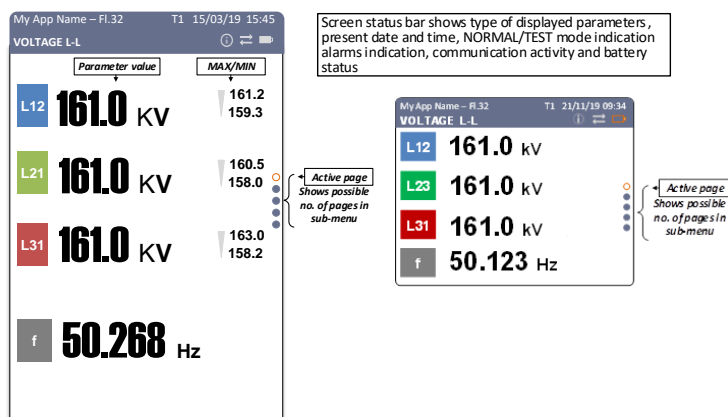 My App Name – Fl.32 T1 15/03/19 15:45
VOLTAGE L-L
Parameter value MAX/MIN
L12 161.0 KV 161.2
159.3
L21 161.0 KV 160.5
158.0
L31 161.0 KV 163.0
158.2
f 50.268 Hz
Active page
Shows possible
no. of pages in
sub-menu
Screen status bar shows type of displayed parameters,
present date and time, NORMAL/TEST mode indication
alarms indication, communication activity and battery
status
My App Name – Fl.32 T1 21/11/19 09:34
VOLTAGE L-L
L12 161.0 kV
L23 161.0 kV
L31 161.0 kV
f 50.123 Hz
Active page
Shows possible
no. of pages in
sub-menu